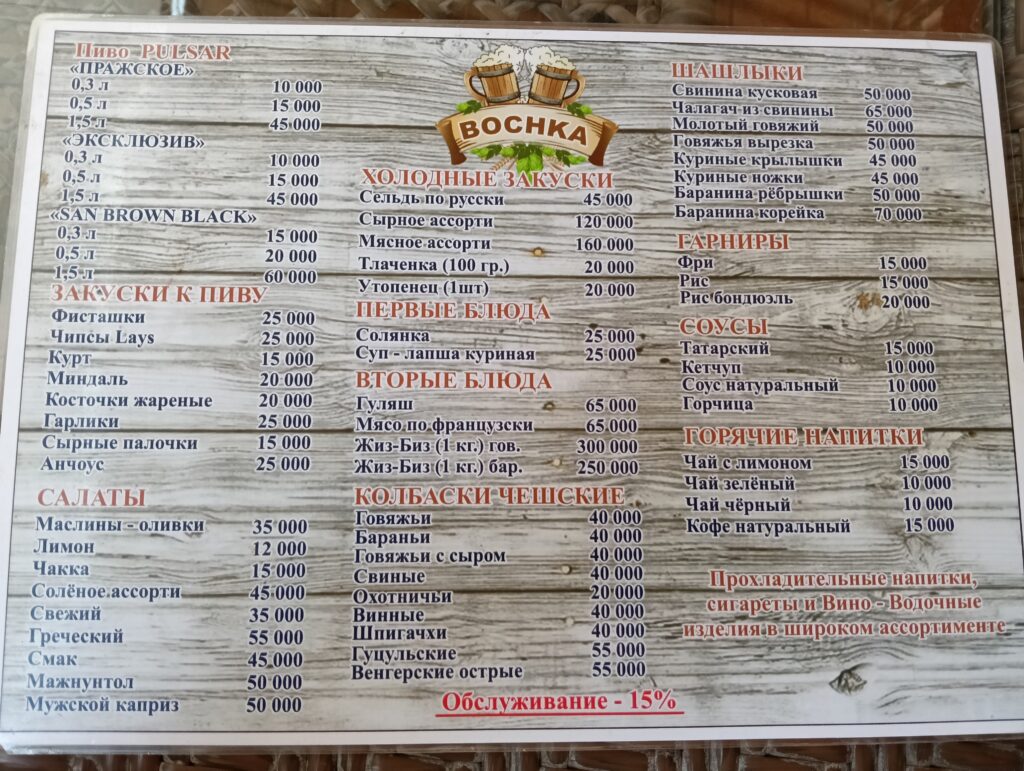 Пиво PULSAR
«ПРАЖСКОЕ»
0,3 л 10 000
0,5 л 15 000
1,5 л 45 000
«ЭКСКЛЮЗИВ»
0,3 л 10 000
0,5 л 15 000
1,5 л 45 000
«SAN BROWN BLACK»
0,3 л 15 000
0,5 л 20 000
1,5 л 60 000
ЗАКУСКИ К ПИВУ
Фисташки 25 000
Чипсы Lays 25 000
Курт 15 000
Миндаль 20 000
Косточки жареные 20 000
Гарлики 25 000
Сырные палочки 15 000
Анчоус 25 000
САЛАТЫ
Маслины - оливки 35 000
Лимон 12 000
Чакка 15 000
Солёное ассорти 45 000
Свежий 35 000
Греческий 55 000
Смак 45 000
Мажнунтол 50 000
Мужской каприз 50 000
BOCHKA
ХОЛОДНЫЕ ЗАКУСКИ
Сельдь по русски 45 000
Сырное ассорти 120 000
Мясное ассорти 160 000
Тлаченка (100 гр.) 20 000
Утопенец (1шт) 20 000
ПЕРВЫЕ БЛЮДА
Солянка 25 000
Суп - лапша куриная 25 000
ВТОРЫЕ БЛЮДА
Гуляш 65 000
Мясо по французски 65 000
Жиз-Биз (1 кг.) гов. 300 000
Жиз-Биз (1 кг.) бар. 250 000
КОЛБАСКИ ЧЕШСКИЕ
Говяжьи 40 000
Бараньи 40 000
Говяжьи с сыром 40 000
Свиные 40 000
Охотничьи 20 000
Винные 40 000
Шпигачхи 40 000
Гуцульские 55 000
Венгерские острые 55 000
Обслуживание - 15%
ШАШЛЫКИ
Свинина кусковая 50 000
Чалагач из свинины 65 000
Молотый говяжий 50 000
Говяжья вырезка 50 000
Куриные крылышки 45 000
Куриные ножки 45 000
Баранина рёбрышки 50 000
Баранина корейка 70 000
ГАРНИРЫ
Фри 15 000
Рис 15 000
Рис бондюэль 20 000
СОУСЫ
Татарский 15 000
Кетчуп 10 000
Соус натуральный 10 000
Горчица 10 000
ГОРЯЧИЕ НАПИТКИ
Чай с лимоном 15 000
Чай зелёный 10 000
Чай чёрный 10 000
Кофе натуральный 15 000
Прохладительные напитки,
сигареты и Вино - Водочные
изделия в широком ассортименте